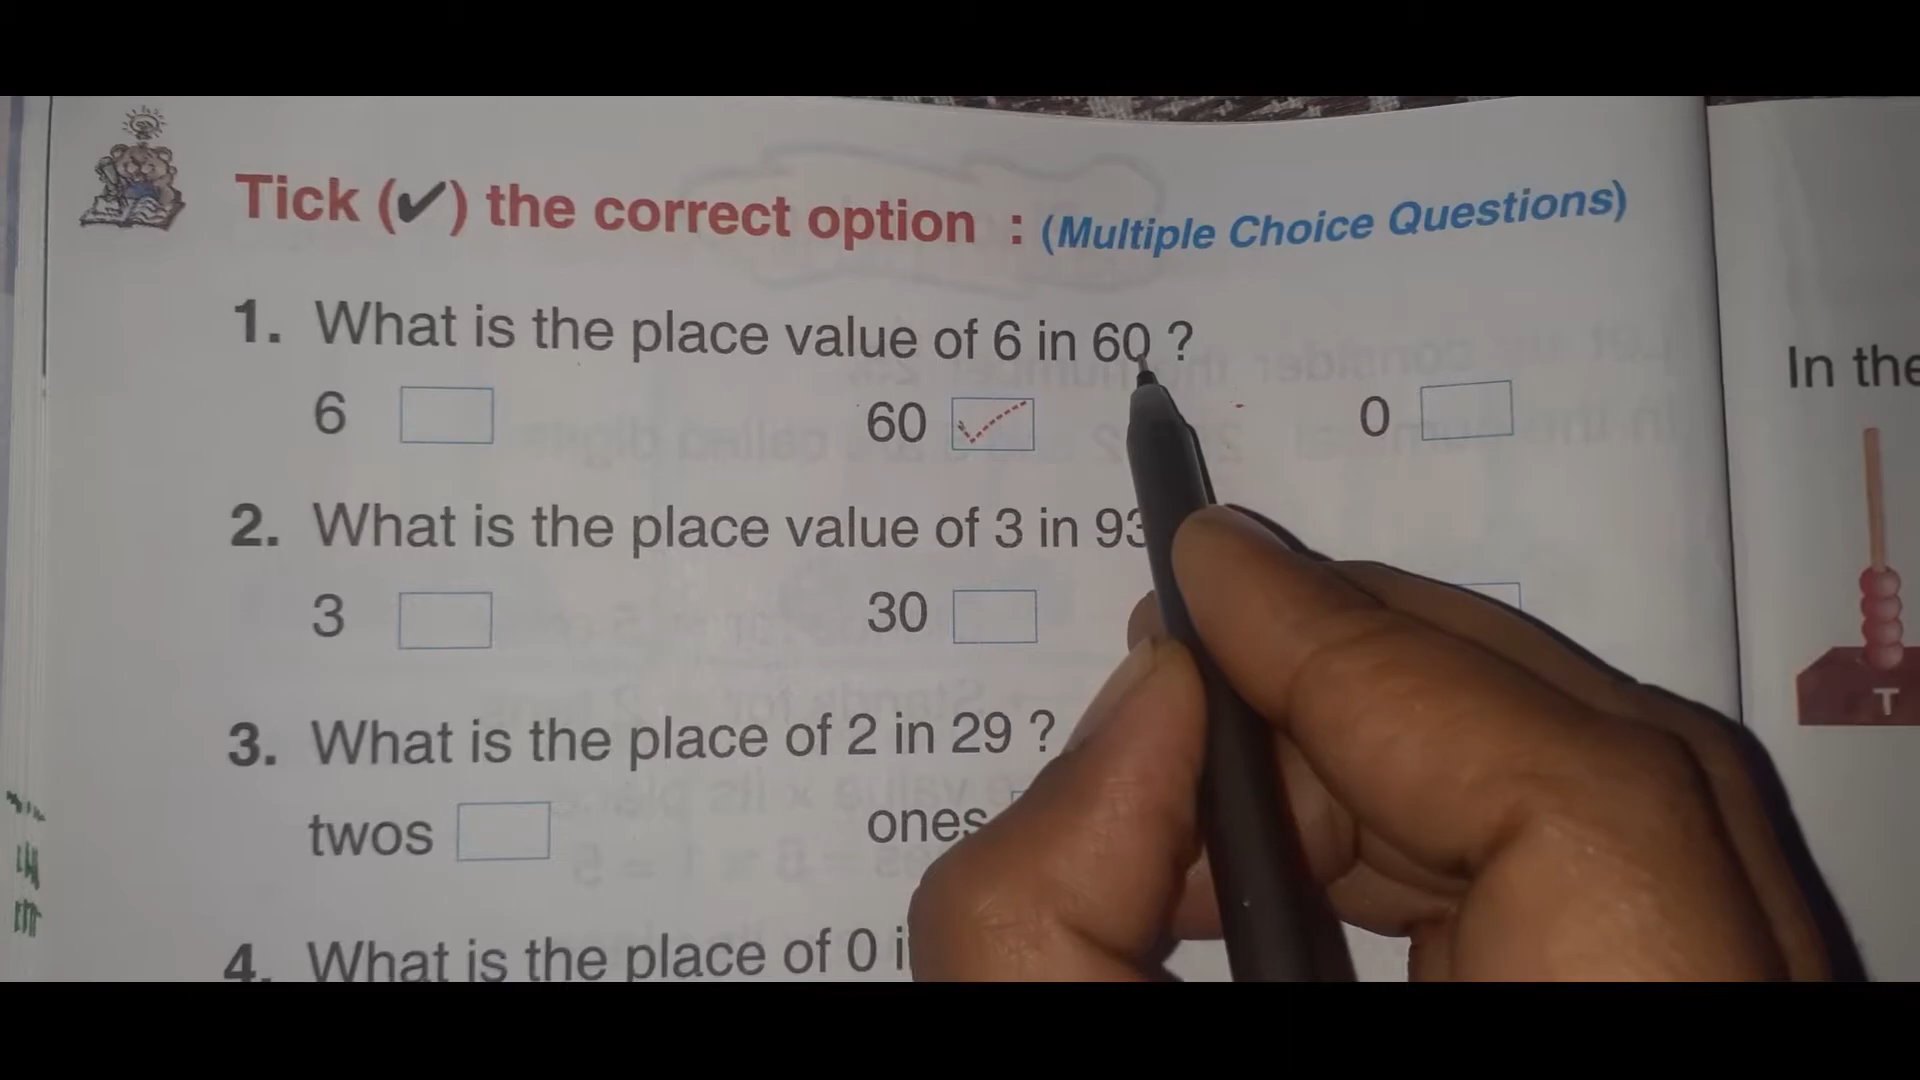 Tick (✔) the correct option : (Multiple Choice Questions)
1. What is the place value of 6 in 60 ?
6 60 0
2. What is the place value of 3 in 93
3 30
3. What is the place of 2 in 29 ?
twos ones
4. What is the place of 0
In the
T